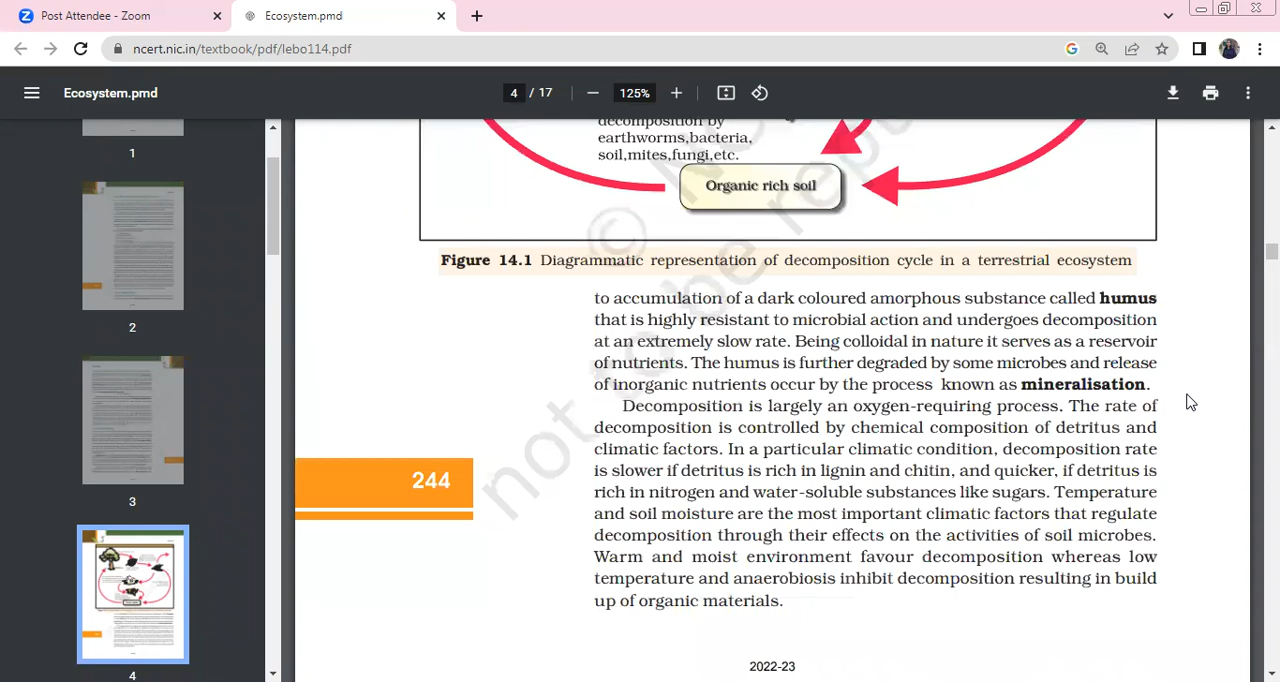 Post Attendee - Zoom
Ecosystem.pmd
ncert.nic.in/textbook/pdf/lebo114.pdf
Ecosystem.pmd
4 / 17
125%
1
2
3
4
decomposition by
earthworms,bacteria,
soil,mites,fungi,etc.
Organic rich soil
Figure 14.1 Diagrammatic representation of decomposition cycle in a terrestrial ecosystem
to accumulation of a dark coloured amorphous substance called humus
that is highly resistant to microbial action and undergoes decomposition
at an extremely slow rate. Being colloidal in nature it serves as a reservoir
of nutrients. The humus is further degraded by some microbes and release
of inorganic nutrients occur by the process known as mineralisation.
Decomposition is largely an oxygen-requiring process. The rate of
decomposition is controlled by chemical composition of detritus and
climatic factors. In a particular climatic condition, decomposition rate
is slower if detritus is rich in lignin and chitin, and quicker, if detritus is
rich in nitrogen and water-soluble substances like sugars. Temperature
and soil moisture are the most important climatic factors that regulate
decomposition through their effects on the activities of soil microbes.
Warm and moist environment favour decomposition whereas low
temperature and anaerobiosis inhibit decomposition resulting in build
up of organic materials.
244
2022-23
©
not to be repu